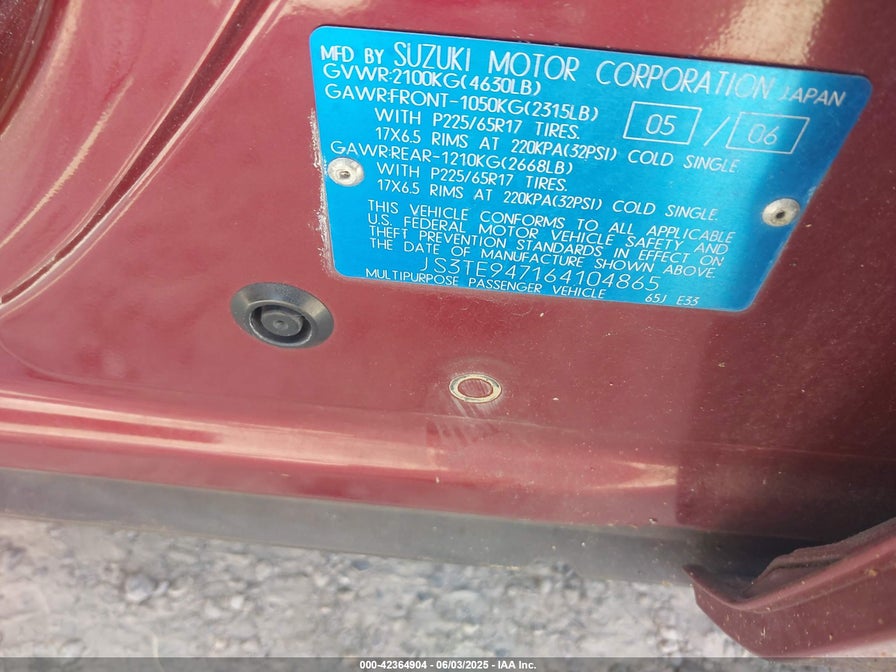 MFD BY SUZUKI MOTOR CORPORATION JAPAN
GVWR:2100KG(4630LB)
GAWR:FRONT-1050KG(2315LB)
WITH P225/65R17 TIRES.
17X6.5 RIMS AT 220KPA(32PSI) COLD SINGLE.
05 / 06
GAWR:REAR-1210KG(2668LB)
WITH P225/65R17 TIRES.
17X6.5 RIMS AT 220KPA(32PSI) COLD SINGLE.
THIS VEHICLE CONFORMS TO ALL APPLICABLE
U.S. FEDERAL MOTOR VEHICLE SAFETY AND
THEFT PREVENTION STANDARDS IN EFFECT ON
THE DATE OF MANUFACTURE SHOWN ABOVE.
JS3TE947164104865
MULTIPURPOSE PASSENGER VEHICLE 65J E33
000-42364904 - 06/03/2025 - IAA Inc.